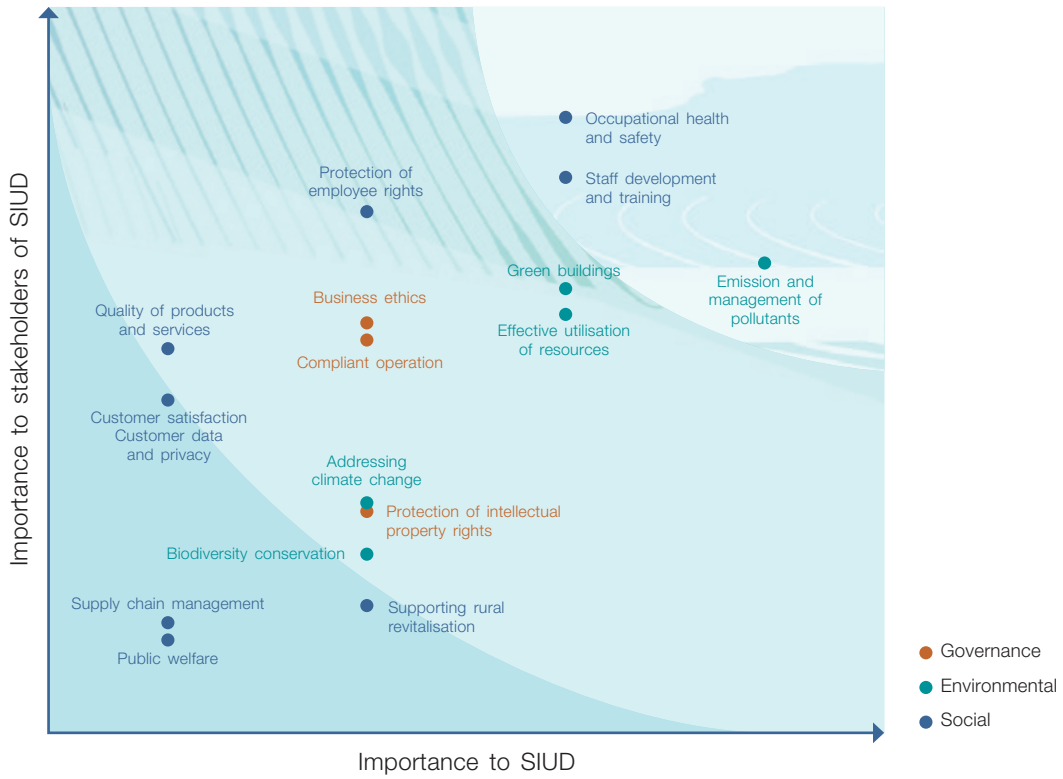 Importance to stakeholders of SIUD
Occupational health
and safety
Protection of
employee rights
Staff development
and training
Green buildings
Emission and
management of
pollutants
Business ethics
Quality of products
and services
Effective utilisation
of resources
Compliant operation
Customer satisfaction
Customer data
and privacy
Addressing
climate change
Protection of intellectual
property rights
Biodiversity conservation
Supply chain management
Supporting rural
revitalisation
Public welfare
Governance
Environmental
Social
Importance to SIUD